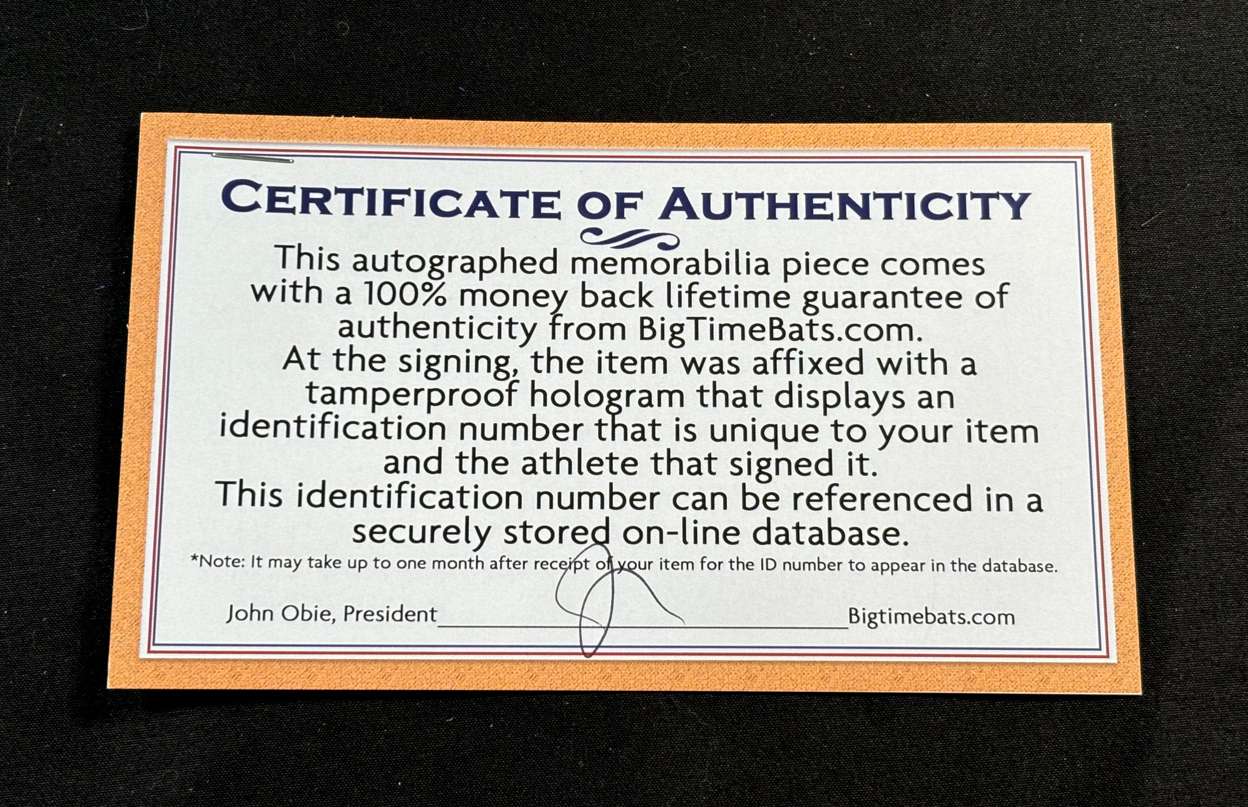 CERTIFICATE OF AUTHENTICITY
This autographed memorabilia piece comes
with a 100% money back lifetime guarantee of
authenticity from BigTimeBats.com.
At the signing, the item was affixed with a
tamperproof hologram that displays an
identification number that is unique to your item
and the athlete that signed it.
This identification number can be referenced in a
securely stored on-line database.
*Note: It may take up to one month after receipt of your item for the ID number to appear in the database.
John Obie, President Bigtimebats.com